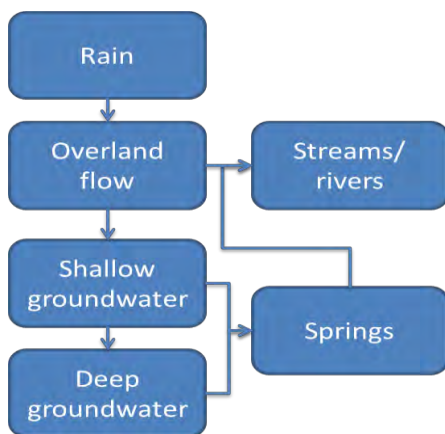 Rain
Overland
flow
Streams/
rivers
Shallow
groundwater
Springs
Deep
groundwater